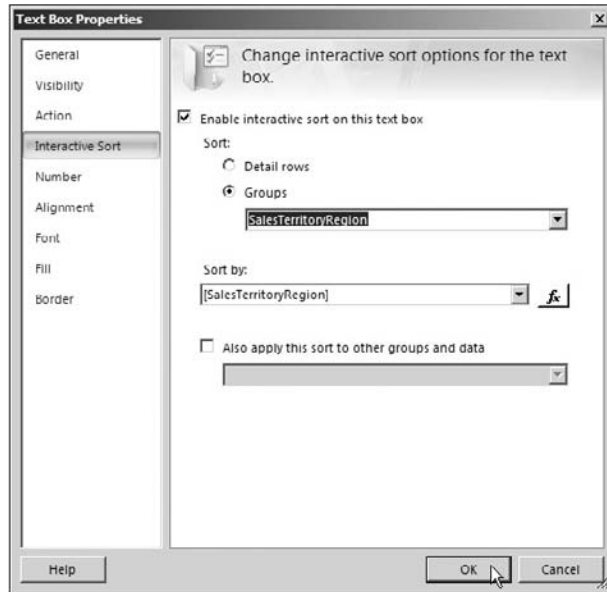 Text Box Properties
General
Visibility
Action
Interactive Sort
Number
Alignment
Font
Fill
Border
Change interactive sort options for the text
box.
Enable interactive sort on this text box
Sort:
Detail rows
Groups
SalesTerritoryRegion
Sort by:
[SalesTerritoryRegion]
fx
Also apply this sort to other groups and data
Help
OK
Cancel